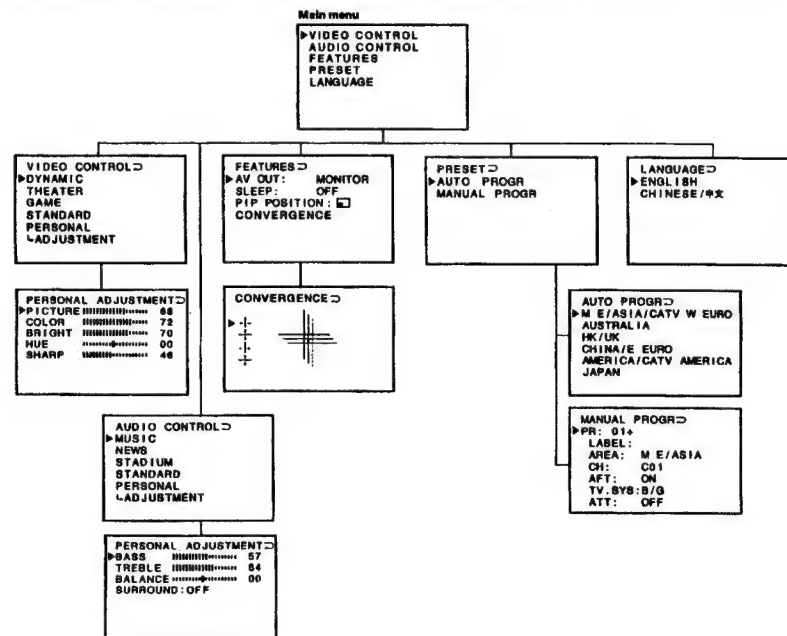 Main menu
▶VIDEO CONTROL
AUDIO CONTROL
FEATURES
PRESET
LANGUAGE
VIDEO CONTROL⊃
▶DYNAMIC
THEATER
GAME
STANDARD
PERSONAL
└ADJUSTMENT
FEATURES⊃
▶AV OUT: MONITOR
SLEEP: OFF
PIP POSITION:
CONVERGENCE
PRESET⊃
▶AUTO PROGR
MANUAL PROGR
LANGUAGE⊃
▶ENGLISH
CHINESE/中文
PERSONAL ADJUSTMENT⊃
▶PICTURE 68
COLOR 72
BRIGHT 70
HUE 00
SHARP 46
CONVERGENCE⊃
AUTO PROGR⊃
▶M E/ASIA/CATV W EURO
AUSTRALIA
HK/UK
CHINA/E EURO
AMERICA/CATV AMERICA
JAPAN
AUDIO CONTROL⊃
▶MUSIC
NEWS
STADIUM
STANDARD
PERSONAL
└ADJUSTMENT
MANUAL PROGR⊃
▶PR: 01+
LABEL:
AREA: M E/ASIA
CH: C01
AFT: ON
TV.SYS:B/G
ATT: OFF
PERSONAL ADJUSTMENT⊃
▶BASS 57
TREBLE 64
BALANCE 00
SURROUND:OFF